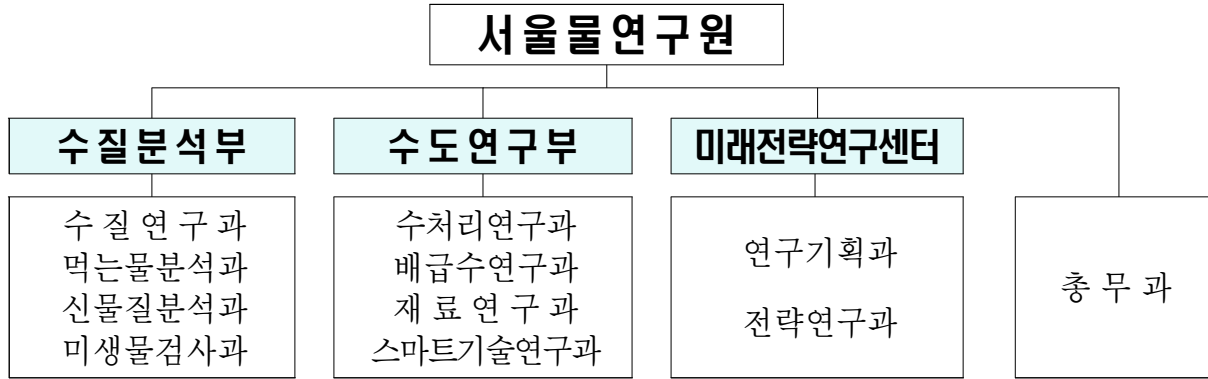 서울물연구원
수질분석부
수도연구부
미래전략연구센터
수질연구과
먹는물분석과
신물질분석과
미생물검사과
수처리연구과
배급수연구과
재료연구과
스마트기술연구과
연구기획과
전략연구과
총무과